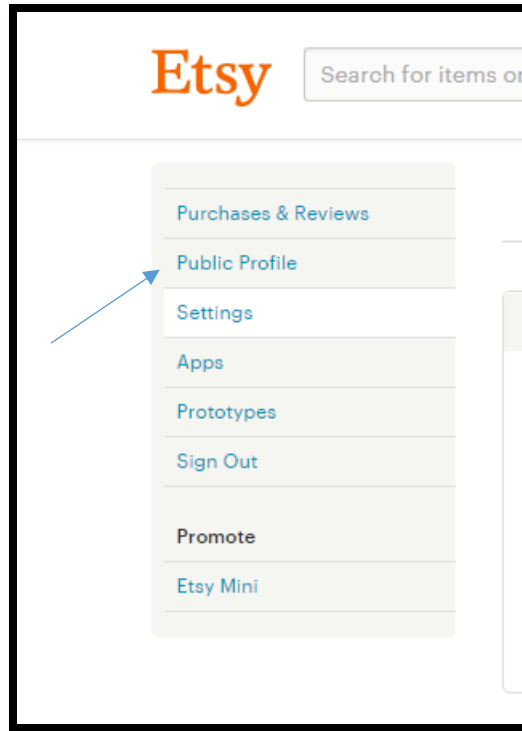 Etsy
Search for items or
Purchases & Reviews
Public Profile
Settings
Apps
Prototypes
Sign Out
Promote
Etsy Mini